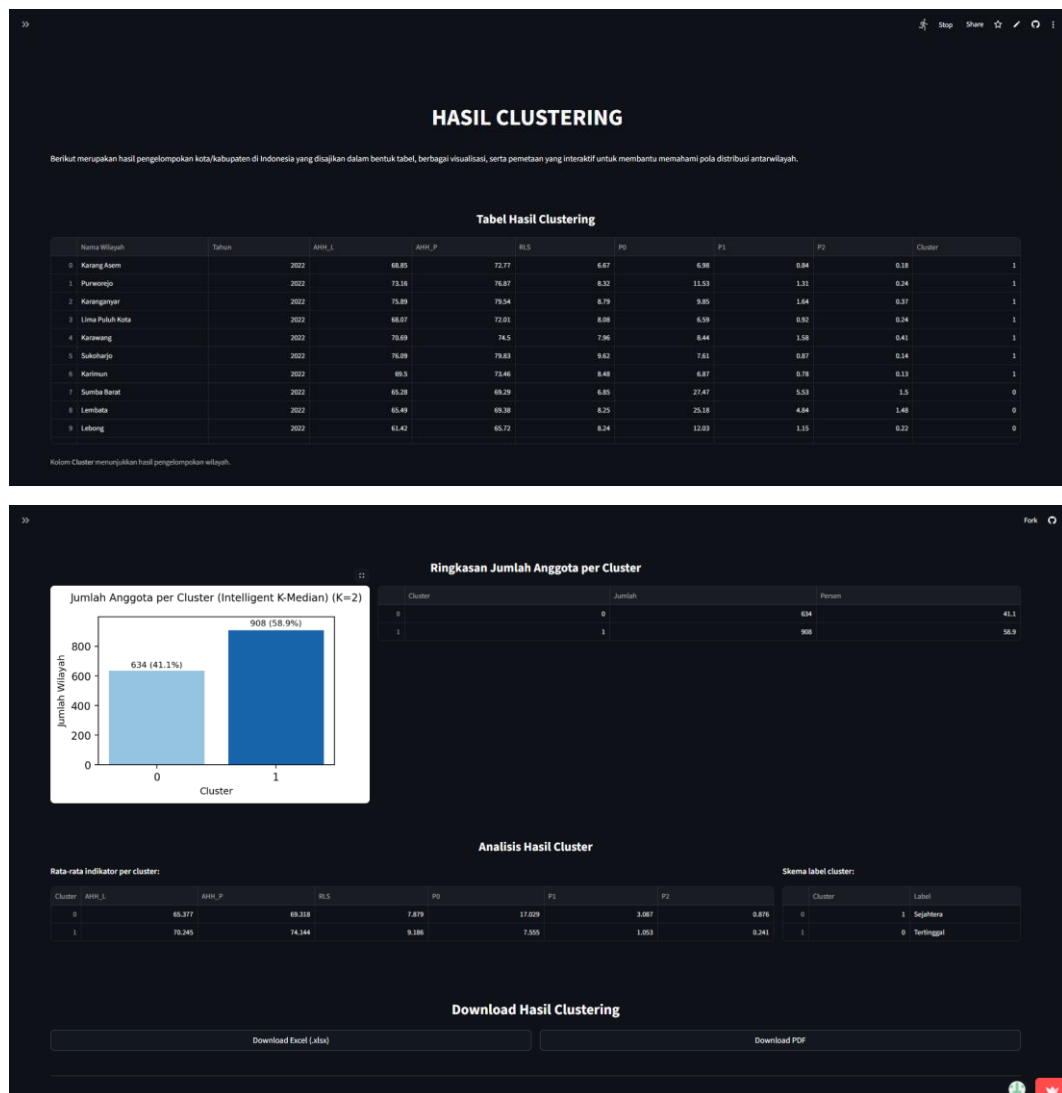 Stop Share
HASIL CLUSTERING
Berikut merupakan hasil pengelompokan kota/kabupaten di Indonesia yang disajikan dalam bentuk tabel, berbagai visualisasi, serta pemetaan yang interaktif untuk membantu memahami pola distribusi antarwilayah.
Tabel Hasil Clustering
Nama Wilayah Tahun AHH_L AHH_P RLS P0 P1 P2 Cluster
0 Karang Asem 2022 68.85 72.77 6.67 6.98 0.84 0.18 1
1 Purworejo 2022 73.16 76.87 8.32 11.53 1.31 0.24 1
2 Karanganyar 2022 75.89 79.54 8.79 9.85 1.64 0.37 1
3 Lima Puluh Kota 2022 68.07 72.01 8.08 6.59 0.92 0.24 1
4 Karawang 2022 70.69 74.5 7.96 8.44 1.58 0.41 1
5 Sukoharjo 2022 76.09 79.83 9.62 7.61 0.87 0.14 1
6 Karimun 2022 69.5 73.46 8.48 6.87 0.78 0.13 1
7 Sumba Barat 2022 65.28 69.29 6.85 27.47 5.53 1.5 0
8 Lembata 2022 65.49 69.38 8.25 25.18 4.84 1.48 0
9 Lebong 2022 61.42 65.72 8.24 12.03 1.15 0.22 0
Kolom Cluster menunjukkan hasil pengelompokan wilayah.
Fork
Ringkasan Jumlah Anggota per Cluster
Jumlah Anggota per Cluster (Intelligent K-Median) (K=2)
908 (58.9%)
634 (41.1%)
Jumlah Wilayah
800
600
400
200
0
0 1
Cluster
Cluster Jumlah Persen
0 0 634 41.1
1 1 908 58.9
Analisis Hasil Cluster
Rata-rata indikator per cluster:
Cluster AHH_L AHH_P RLS P0 P1 P2
0 65.377 69.318 7.879 17.029 3.087 0.876
1 70.245 74.144 9.186 7.555 1.053 0.241
Skema label cluster:
Cluster Label
0 1 Sejahtera
1 0 Tertinggal
Download Hasil Clustering
Download Excel (.xlsx) Download PDF